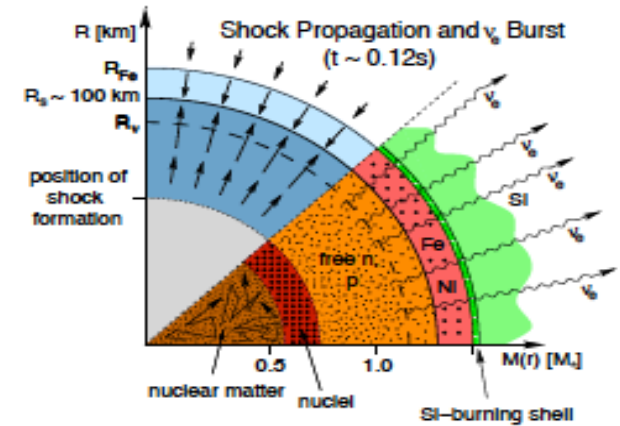 R [km]
Shock Propagation and νe Burst
(t ~ 0.12s)
RFe
Rs ~ 100 km
Rν
position of
shock
formation
νe
νe
νe
νe
νe
Si
Fe
Ni
free n,
p
0.5
1.0
M(r) [M☉]
nuclear matter
nuclei
Si-burning shell